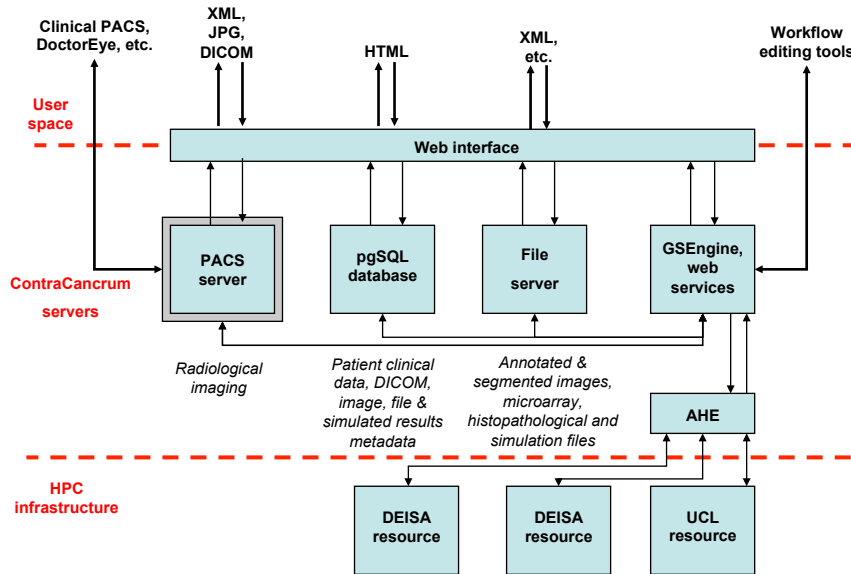 Clinical PACS,
DoctorEye, etc.
XML,
JPG,
DICOM
HTML
XML,
etc.
Workflow
editing tools
User
space
Web interface
PACS
server
pgSQL
database
File
server
GSEngine,
web
services
ContraCancrum
servers
Radiological
imaging
Patient clinical
data, DICOM,
image, file &
simulated results
metadata
Annotated &
segmented images,
microarray,
histopathological and
simulation files
AHE
HPC
infrastructure
DEISA
resource
DEISA
resource
UCL
resource